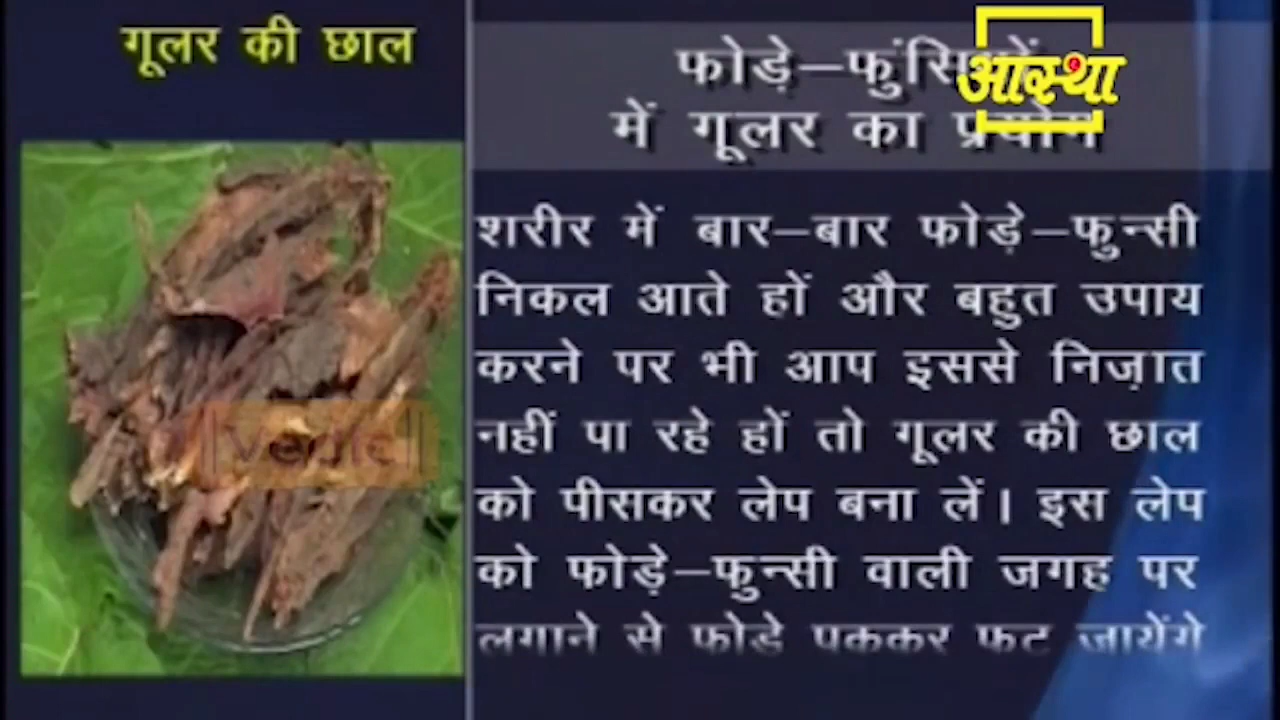 गूलर की छाल
फोड़े–फुंसियों
में गूलर का प्रयोग
आस्था
शरीर में बार–बार फोड़े–फुन्सी
निकल आते हों और बहुत उपाय
करने पर भी आप इससे निज़ात
नहीं पा रहे हों तो गूलर की छाल
को पीसकर लेप बना लें। इस लेप
को फोड़े–फुन्सी वाली जगह पर
लगाने से फोड़े पककर फट जायेंगे
||vedic||